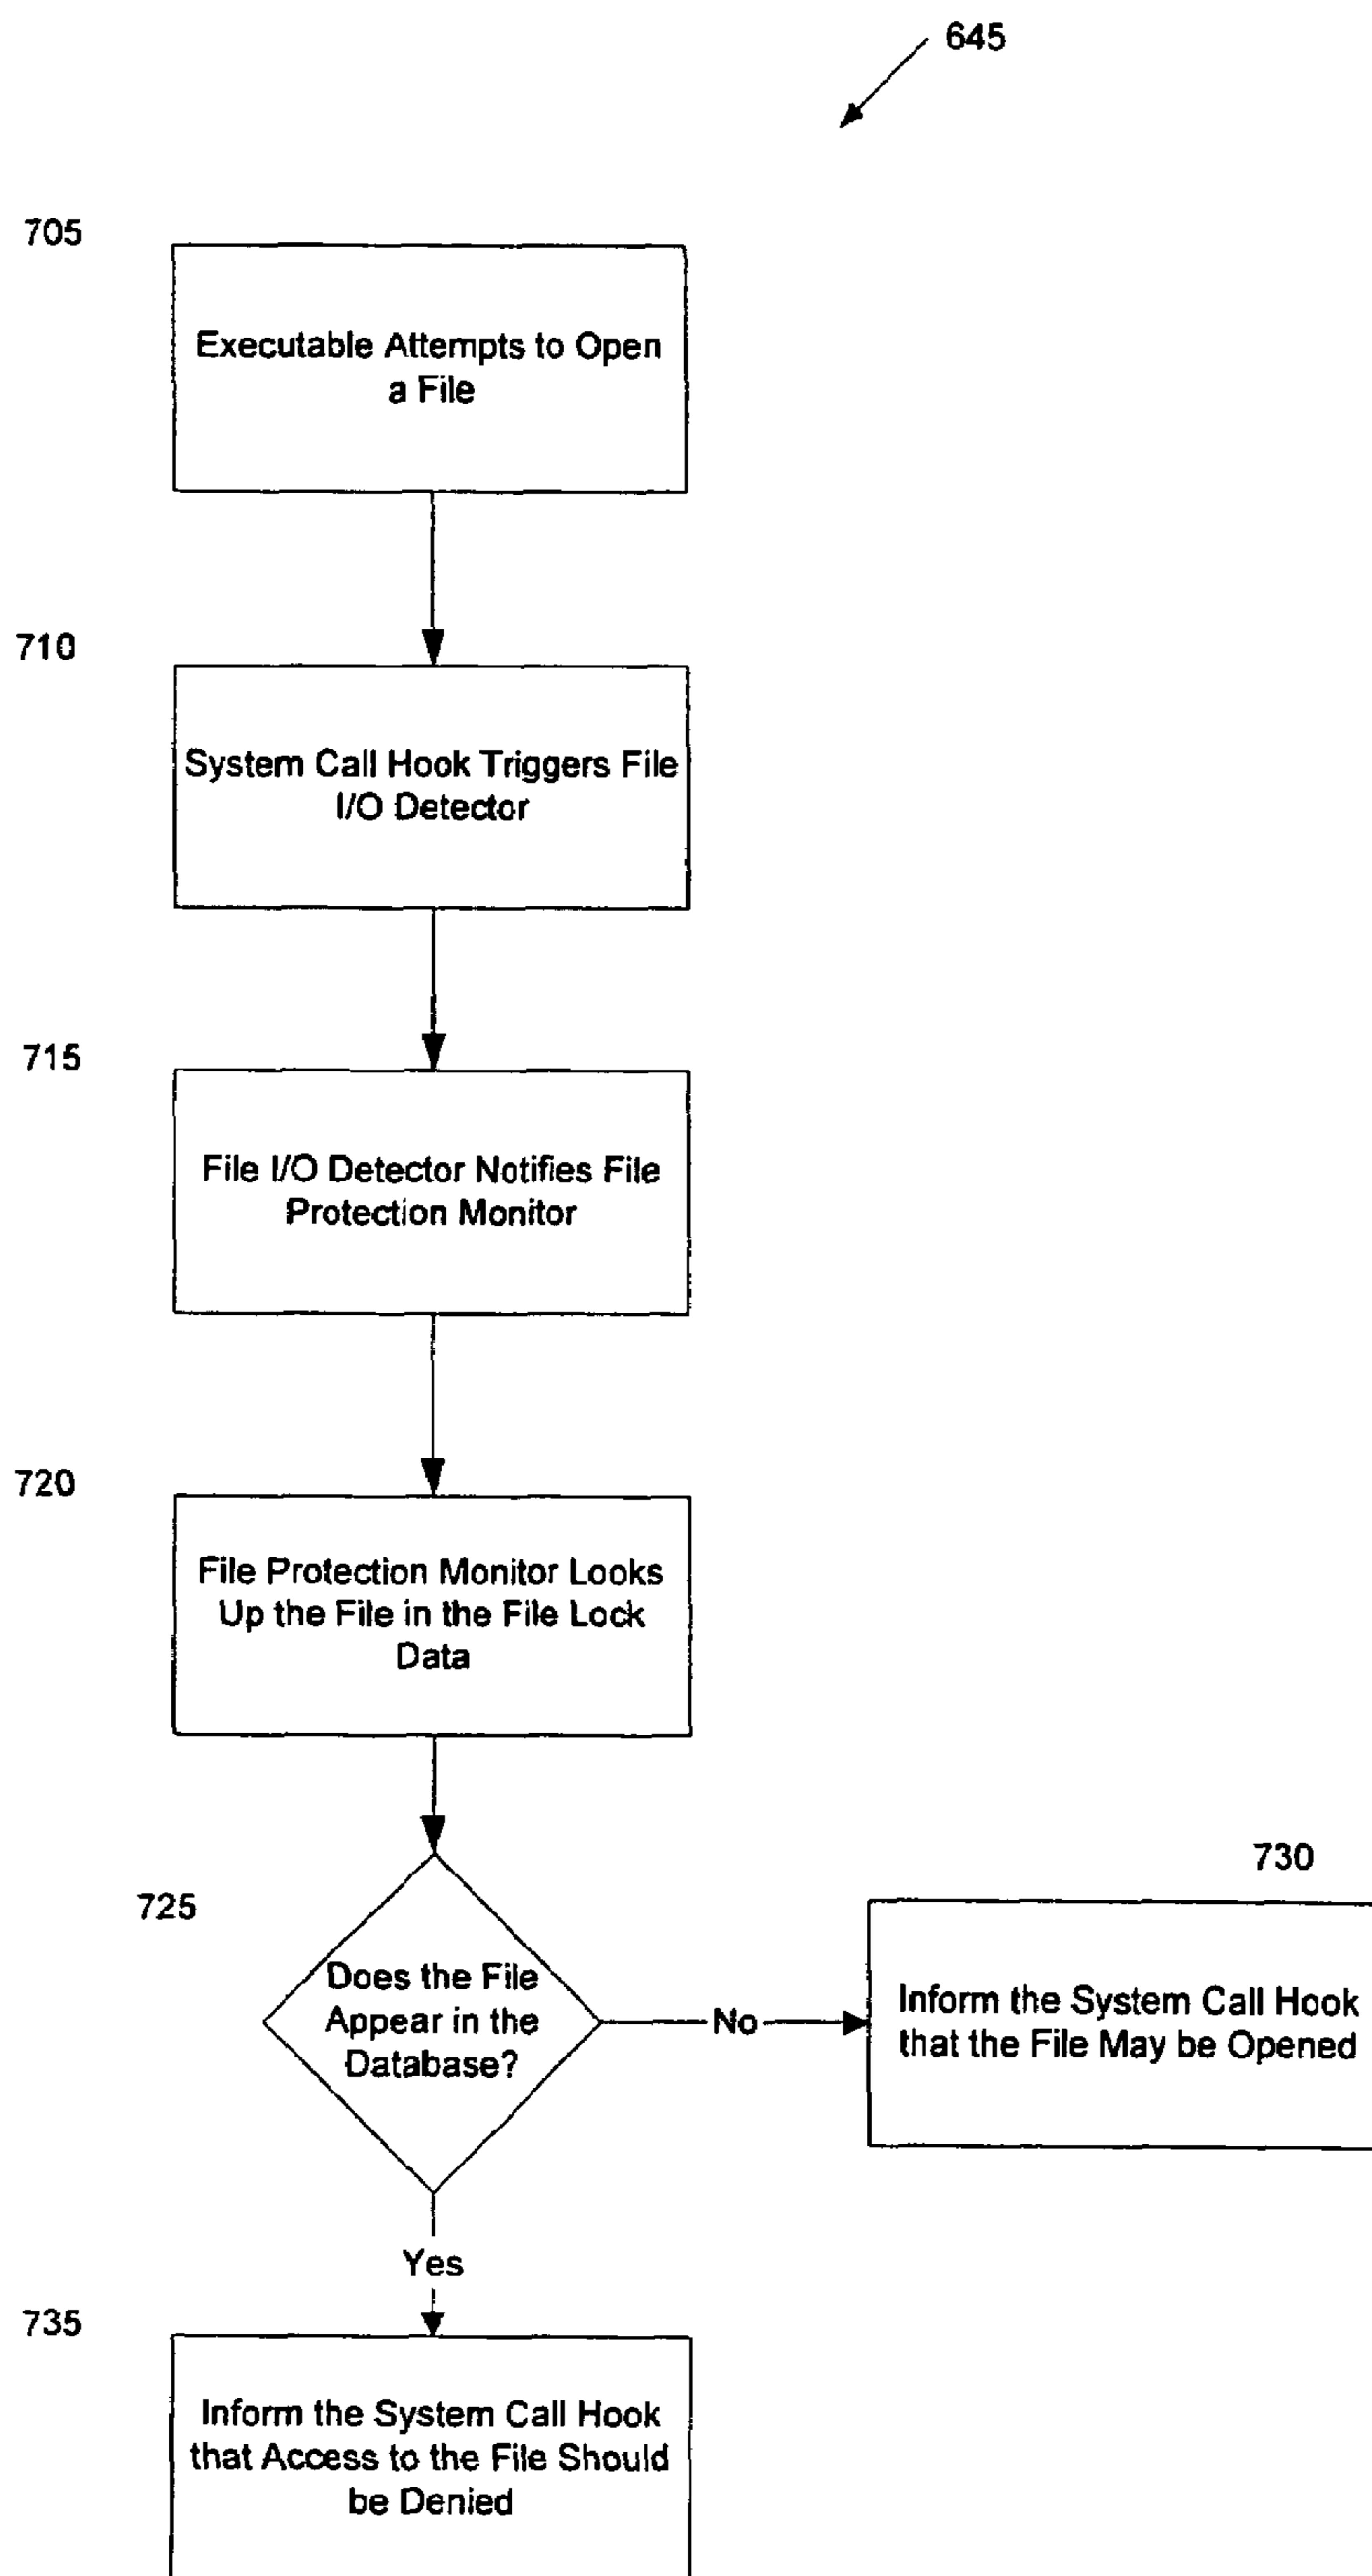 645
705
Executable Attempts to Open
a File
710
System Call Hook Triggers File
I/O Detector
715
File I/O Detector Notifies File
Protection Monitor
720
File Protection Monitor Looks
Up the File in the File Lock
Data
725
Does the File
Appear in the
Database?
No
730
Inform the System Call Hook
that the File May be Opened
Yes
735
Inform the System Call Hook
that Access to the File Should
be Denied